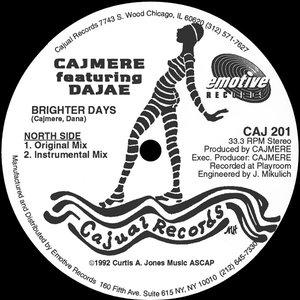 Cajual Records 7743 S. Wood Chicago, IL 60620 (312) 571-7827
CAJMERE
featuring
DAJAE
emotive
RECORDS
BRIGHTER DAYS
(Cajmere, Dana)
NORTH SIDE
1. Original Mix
2. Instrumental Mix
CAJ 201
33.3 RPM Stereo
Produced by CAJMERE
Exec. Producer: CAJMERE
Recorded at Playroom
Engineered by J. Mikulich
Cajual Records
©1992 Curtis A. Jones Music ASCAP
Manufactured and Distributed by Emotive Records 160 Fifth Ave. Suite 615 NY, NY 10010 (212) 645-7330